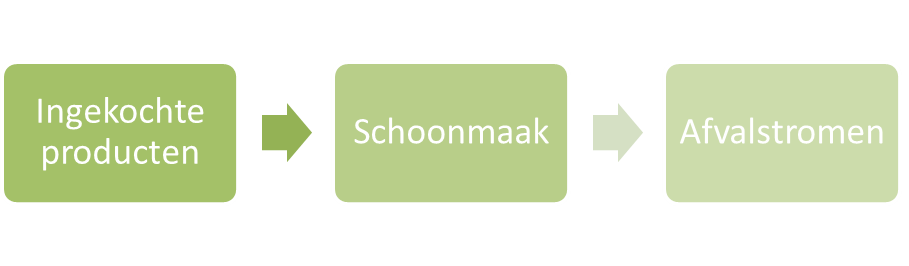 Ingekochte
producten
Schoonmaak
Afvalstromen